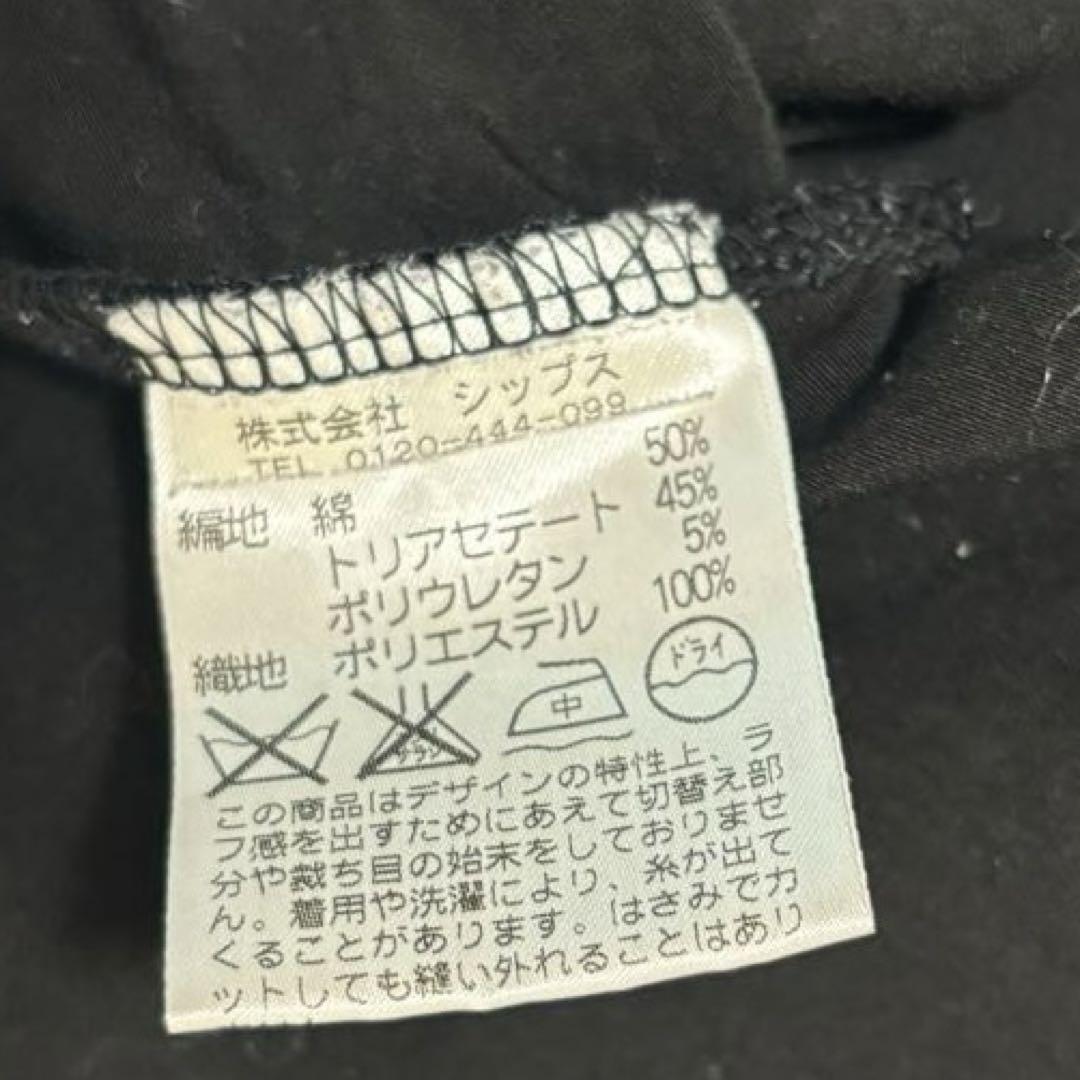 株式会社 シップス
TEL 0120-444-099
編地 綿 50%
トリアセテート 45%
ポリウレタン 5%
織地 ポリエステル 100%
中
ドライ
この商品はデザインの特性上、ラ
フ感を出すためにあえて切替え部
分や裁ち目の始末をしておりませ
ん。着用や洗濯により、糸が出て
くることがあります。はさみでカ
ットしても縫い外れることはあり